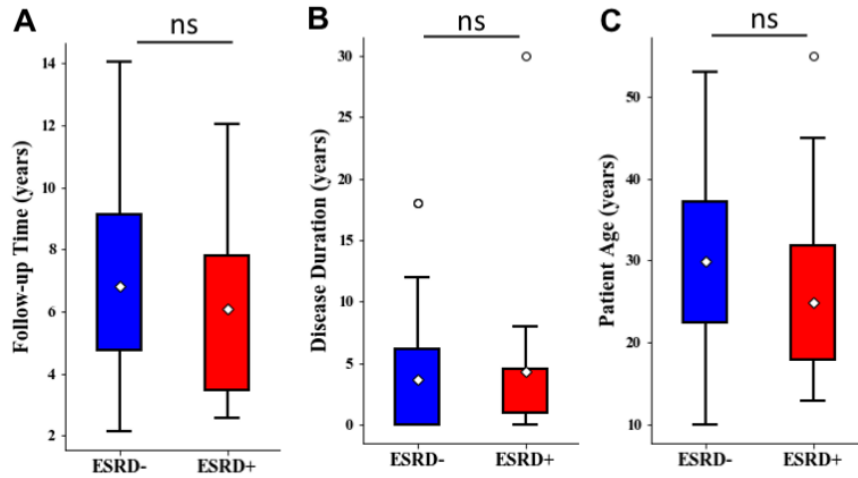 A
ns
Follow-up Time (years)
14
12
10
8
6
4
2
ESRD-
ESRD+
B
ns
Disease Duration (years)
30
25
20
15
10
5
0
ESRD-
ESRD+
C
ns
Patient Age (years)
50
40
30
20
10
ESRD-
ESRD+